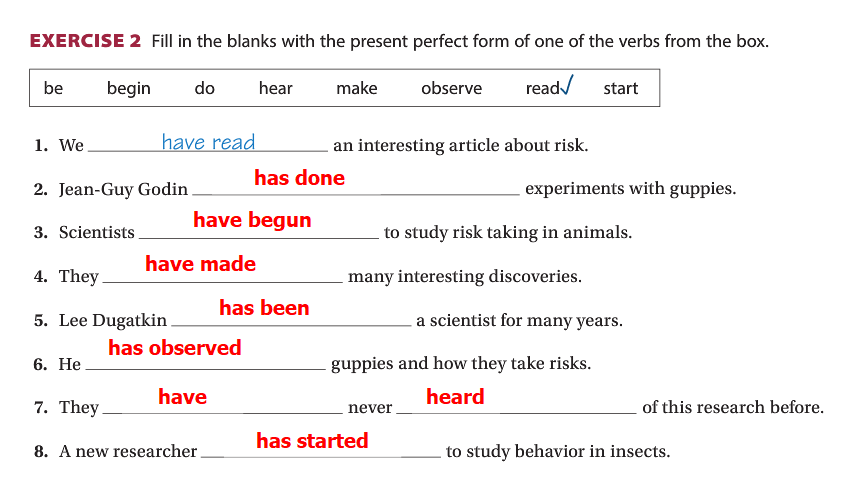 EXERCISE 2 Fill in the blanks with the present perfect form of one of the verbs from the box.
be begin do hear make observe read✓ start
1. We have read an interesting article about risk.
2. Jean-Guy Godin has done experiments with guppies.
3. Scientists have begun to study risk taking in animals.
4. They have made many interesting discoveries.
5. Lee Dugatkin has been a scientist for many years.
6. He has observed guppies and how they take risks.
7. They have never heard of this research before.
8. A new researcher has started to study behavior in insects.